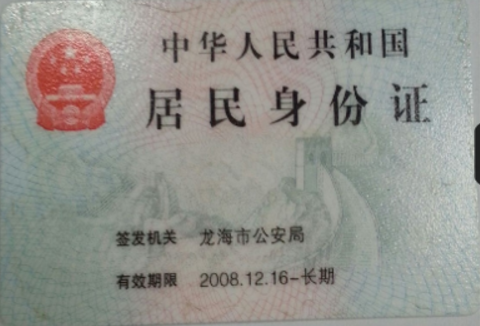 中华人民共和国
居民身份证
签发机关 龙海市公安局
有效期限 2008.12.16-长期